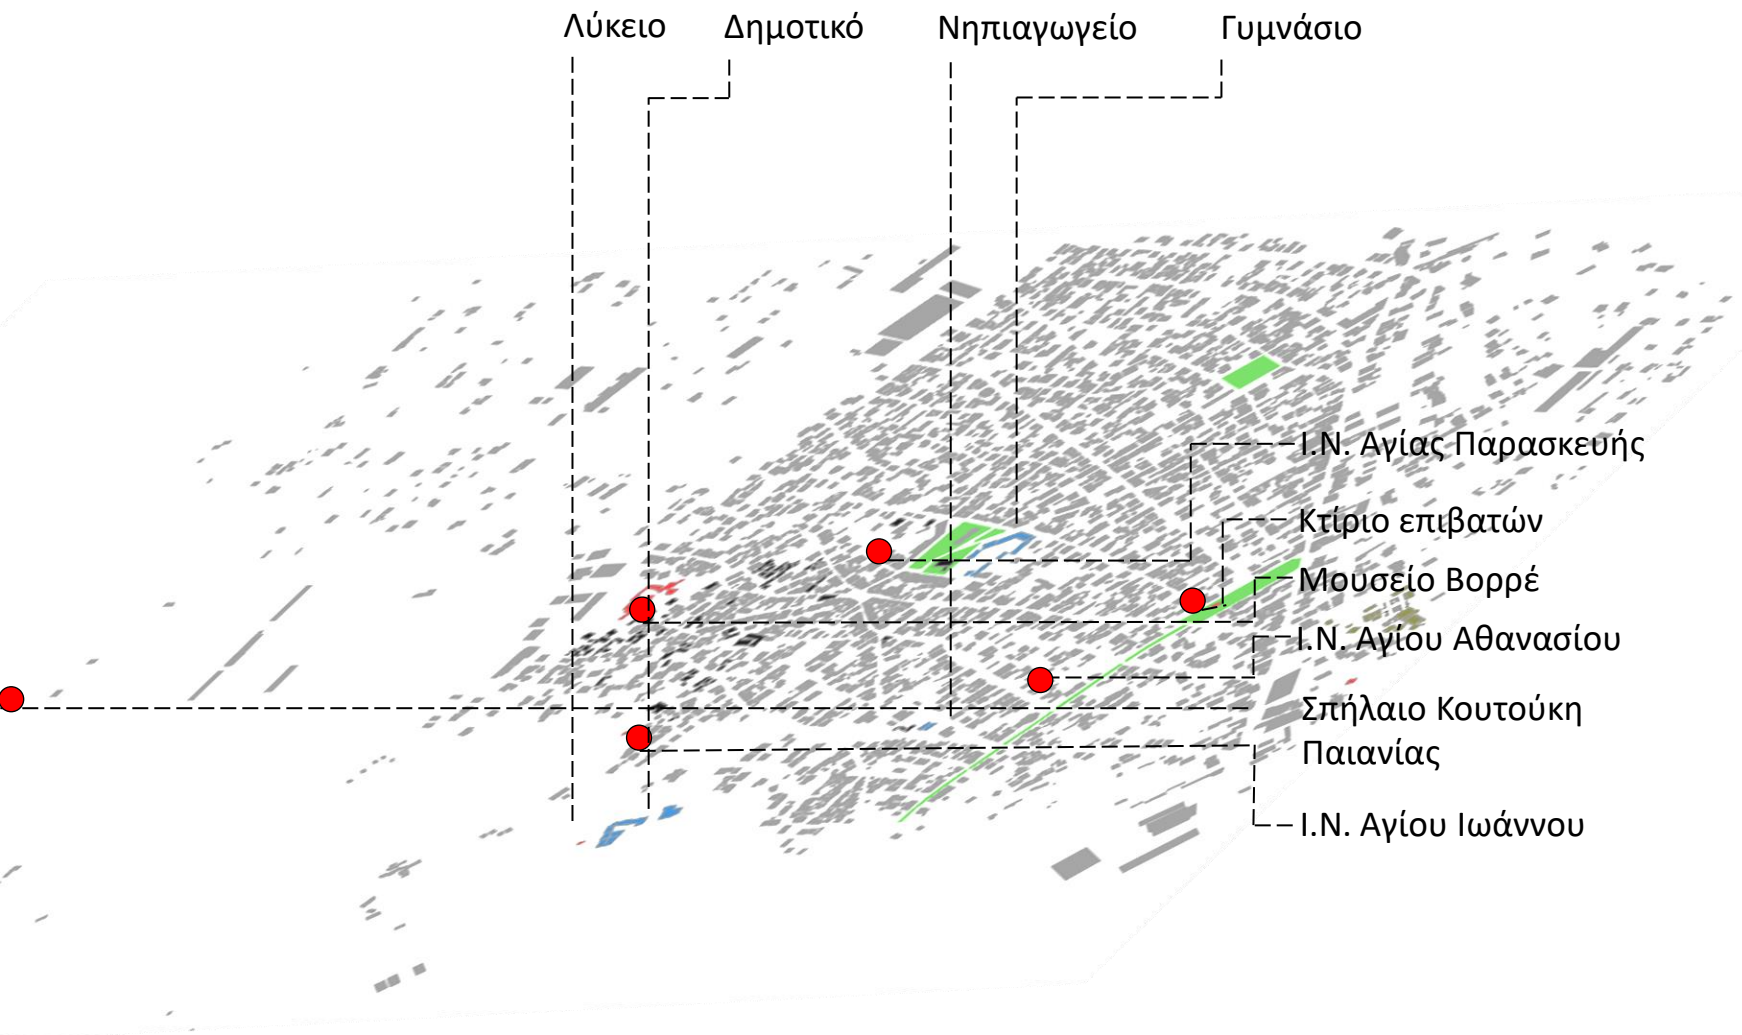 Λύκειο
Δημοτικό
Νηπιαγωγείο
Γυμνάσιο
Ι.Ν. Αγίας Παρασκευής
Κτίριο επιβατών
Μουσείο Βορρέ
Ι.Ν. Αγίου Αθανασίου
Σπήλαιο Κουτούκη
Παιανίας
Ι.Ν. Αγίου Ιωάννου